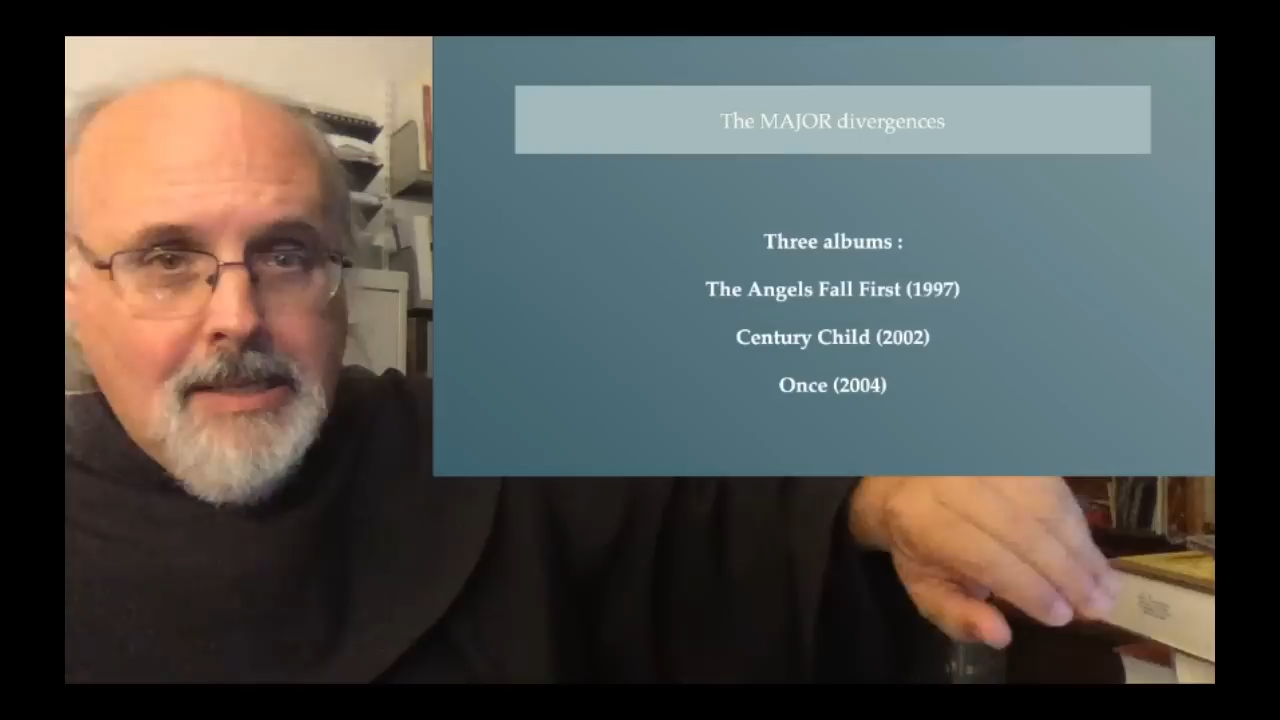 The MAJOR divergences
Three albums :
The Angels Fall First (1997)
Century Child (2002)
Once (2004)